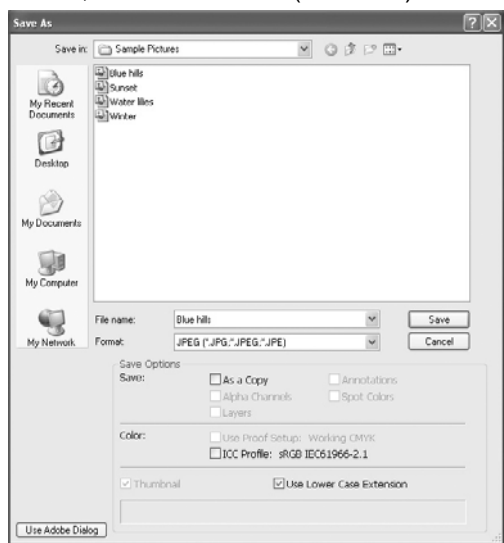 Save As
Save in: Sample Pictures
Blue hills
Sunset
Water lilies
Winter
My Recent
Documents
Desktop
My Documents
My Computer
My Network
File name: Blue hills Save
Format: JPEG (*.JPG;*.JPEG;*.JPE) Cancel
Save Options
Save: As a Copy Annotations
Alpha Channels Spot Colors
Layers
Color: Use Proof Setup: Working CMYK
ICC Profile: sRGB IEC61966-2.1
Thumbnail Use Lower Case Extension
Use Adobe Dialog